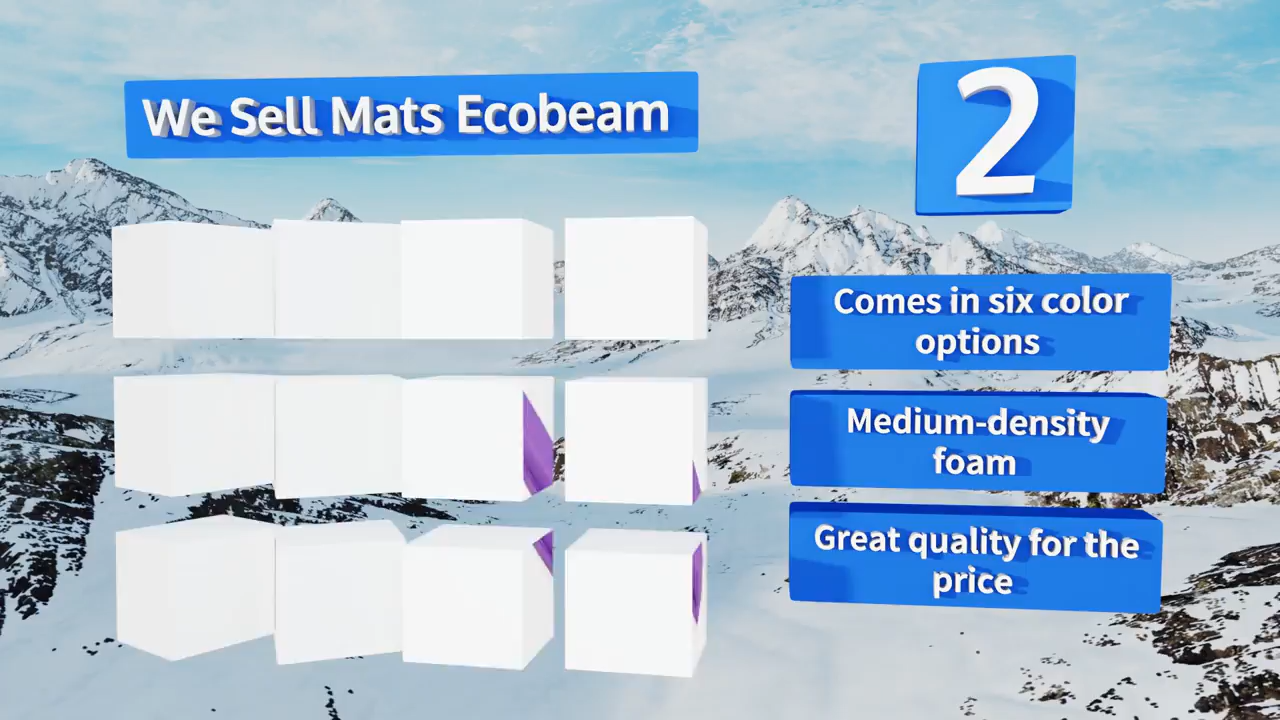 We Sell Mats Ecobeam
2
Comes in six color
options
Medium-density
foam
Great quality for the
price